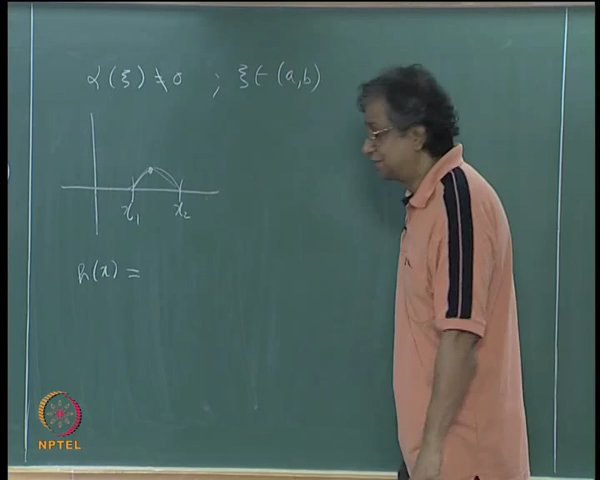 α(ξ) ≠ 0 ; ξ ∈ (a,b)
x₁ x₂
h(x) =
NPTEL